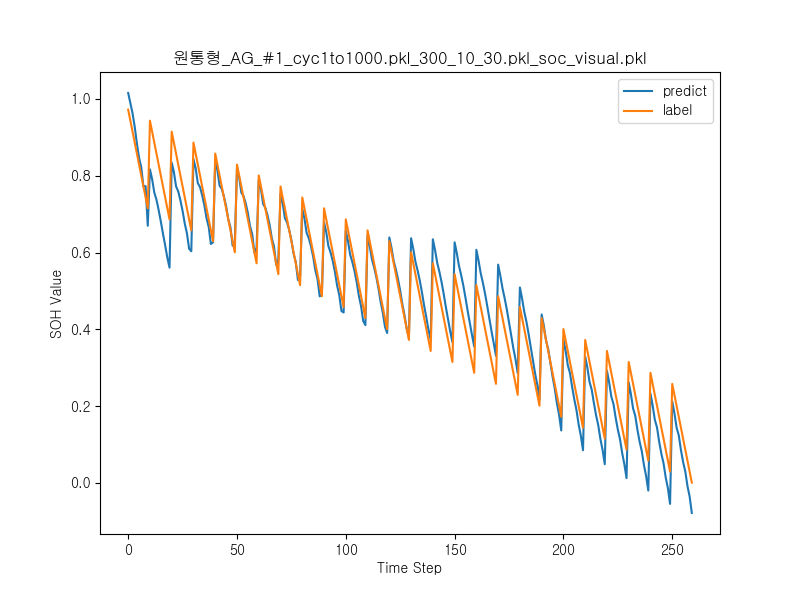 원통형_AG_#1_cyc1to1000.pkl_300_10_30.pkl_soc_visual.pkl
predict
label
SOH Value
1.0
0.8
0.6
0.4
0.2
0.0
0
50
100
150
200
250
Time Step